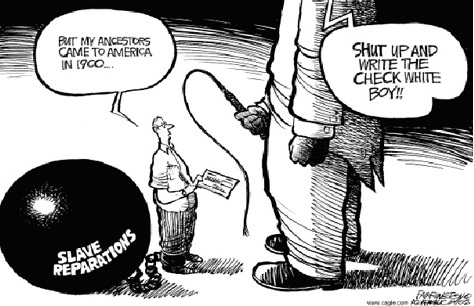 BUT MY ANCESTORS
CAME TO AMERICA
IN 1900....
SHUT UP AND
WRITE THE
CHECK WHITE
BOY!!
SLAVE
REPARATIONS
www.cagle.com